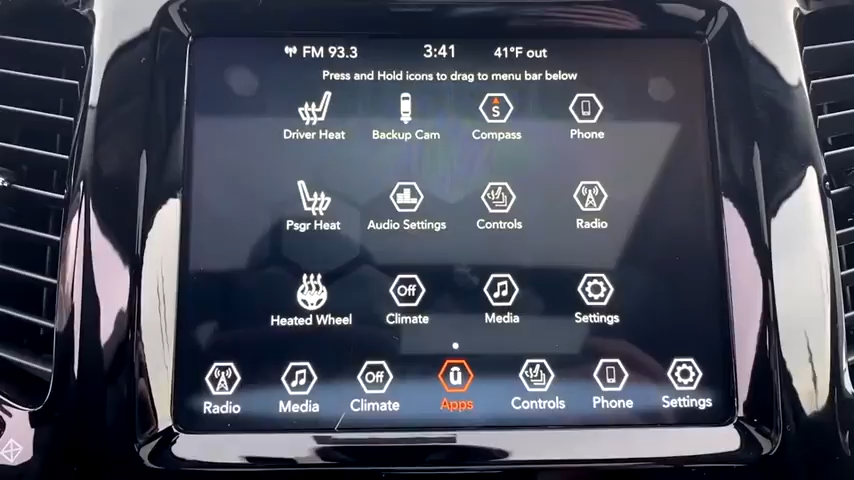 FM 93.3 3:41 41°F out
Press and Hold icons to drag to menu bar below
Driver Heat Backup Cam Compass Phone
S
Psgr Heat Audio Settings Controls Radio
Off
Heated Wheel Climate Media Settings
Off ū
Radio Media Climate Apps Controls Phone Settings